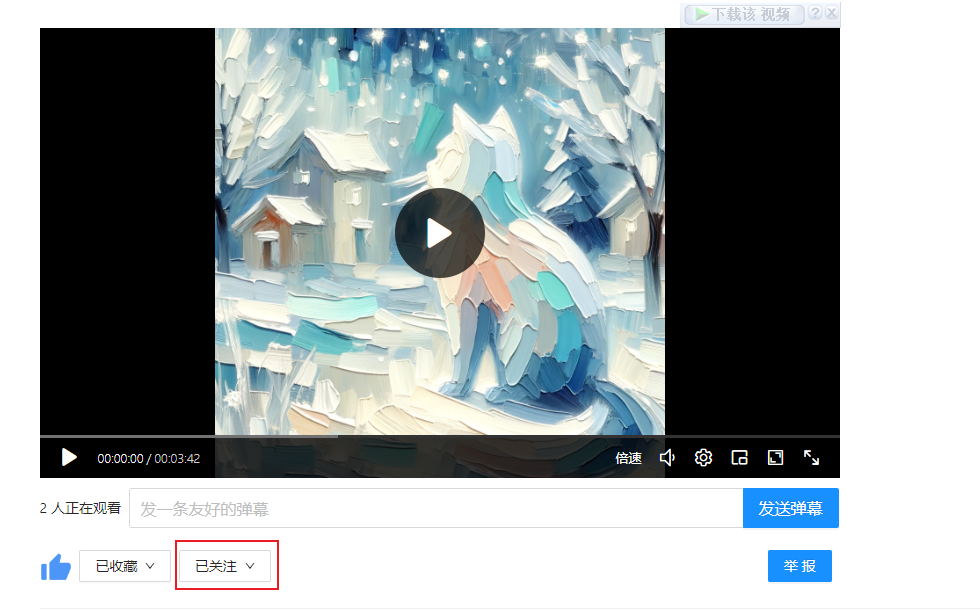 下载该 视频
00:00:00 / 00:03:42
倍速
2 人正在观看
发一条友好的弹幕
发送弹幕
已收藏
已关注
举 报